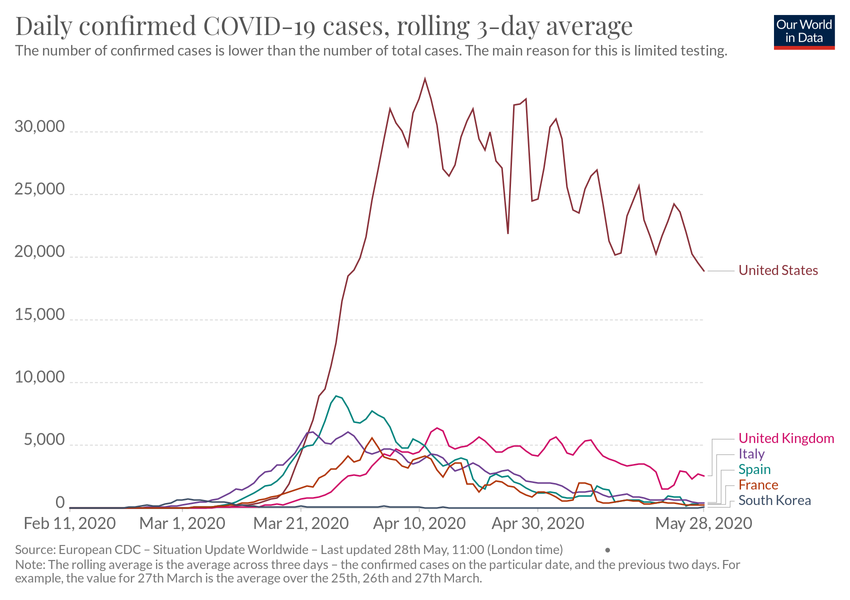 Daily confirmed COVID-19 cases, rolling 3-day average
Our World
in Data
The number of confirmed cases is lower than the number of total cases. The main reason for this is limited testing.
30,000
25,000
20,000
United States
15,000
10,000
5,000
United Kingdom
Italy
Spain
France
South Korea
0
Feb 11, 2020
Mar 1, 2020
Mar 21, 2020
Apr 10, 2020
Apr 30, 2020
May 28, 2020
Source: European CDC – Situation Update Worldwide – Last updated 28th May, 11:00 (London time)
Note: The rolling average is the average across three days – the confirmed cases on the particular date, and the previous two days. For
example, the value for 27th March is the average over the 25th, 26th and 27th March.